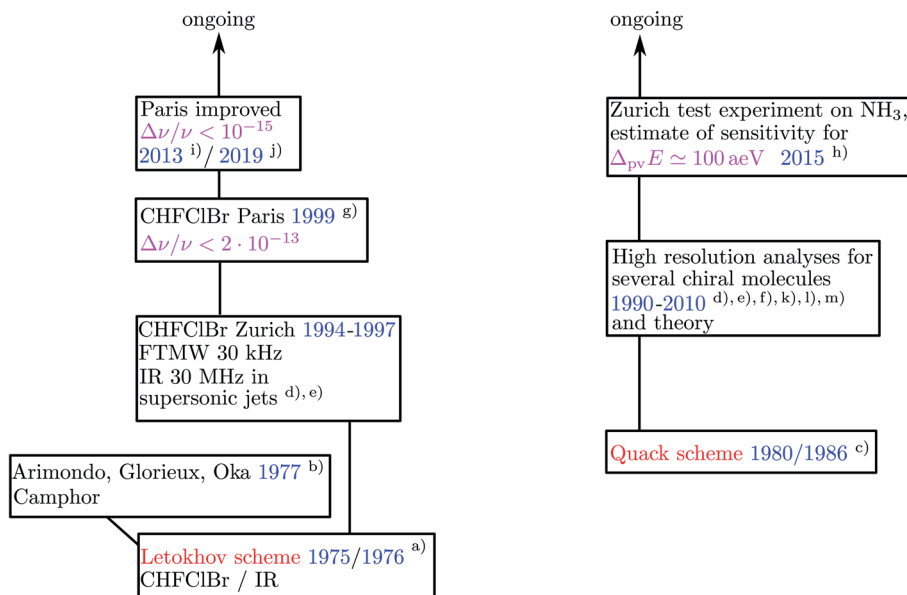 ongoing
Paris improved
Δν/ν < 10⁻¹⁵
2013 i)/ 2019 j)
CHFClBr Paris 1999 g)
Δν/ν < 2 · 10⁻¹³
CHFClBr Zurich 1994-1997
FTMW 30 kHz
IR 30 MHz in
supersonic jets d), e)
Arimondo, Glorieux, Oka 1977 b)
Camphor
Letokhov scheme 1975/1976 a)
CHFClBr / IR
ongoing
Zurich test experiment on NH₃,
estimate of sensitivity for
Δpv E ≃ 100 aeV 2015 h)
High resolution analyses for
several chiral molecules
1990-2010 d), e), f), k), l), m)
and theory
Quack scheme 1980/1986 c)